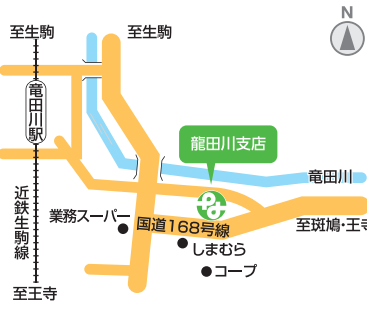 N
至生駒
至生駒
竜田川駅
龍田川支店
竜田川
近鉄生駒線
業務スーパー
国道168号線
至斑鳩・王寺
しまむら
コープ
至王寺